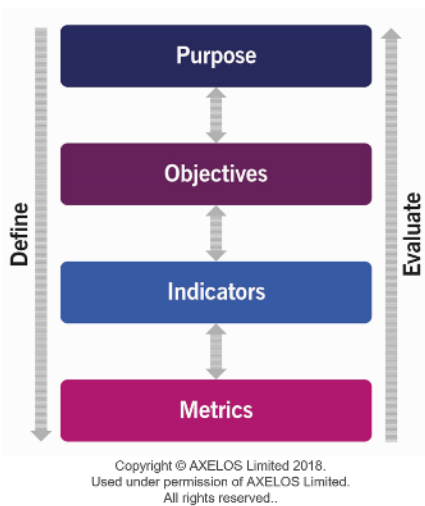 Purpose
Objectives
Define
Evaluate
Indicators
Metrics
Copyright © AXELOS Limited 2018.
Used under permission of AXELOS Limited.
All rights reserved..